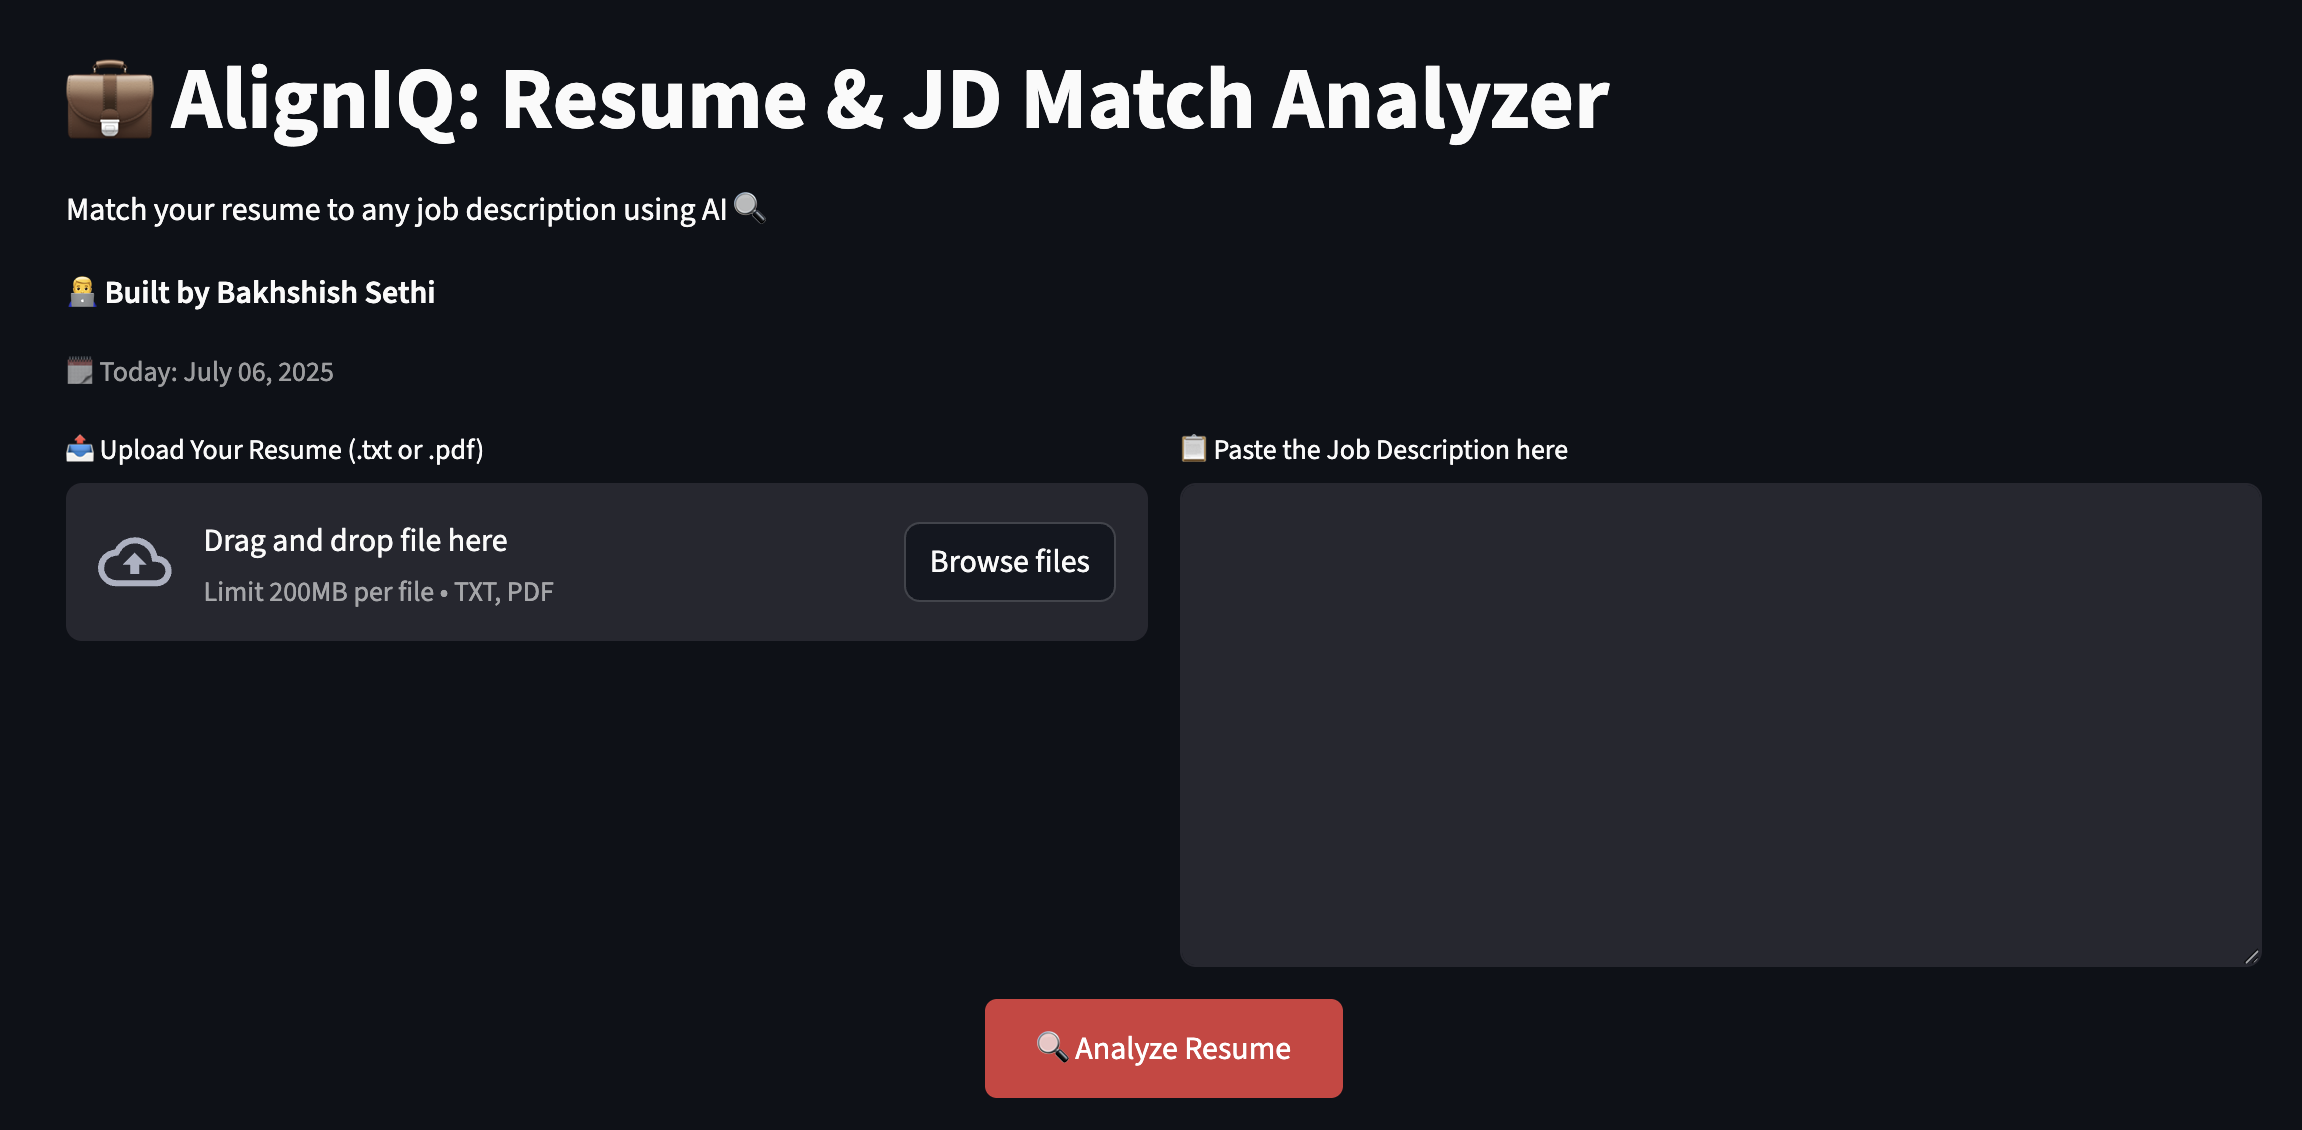 AlignIQ: Resume & JD Match Analyzer
Match your resume to any job description using AI
Built by Bakhshish Sethi
Today: July 06, 2025
Upload Your Resume (.txt or .pdf)
Drag and drop file here
Limit 200MB per file • TXT, PDF
Browse files
Paste the Job Description here
Analyze Resume